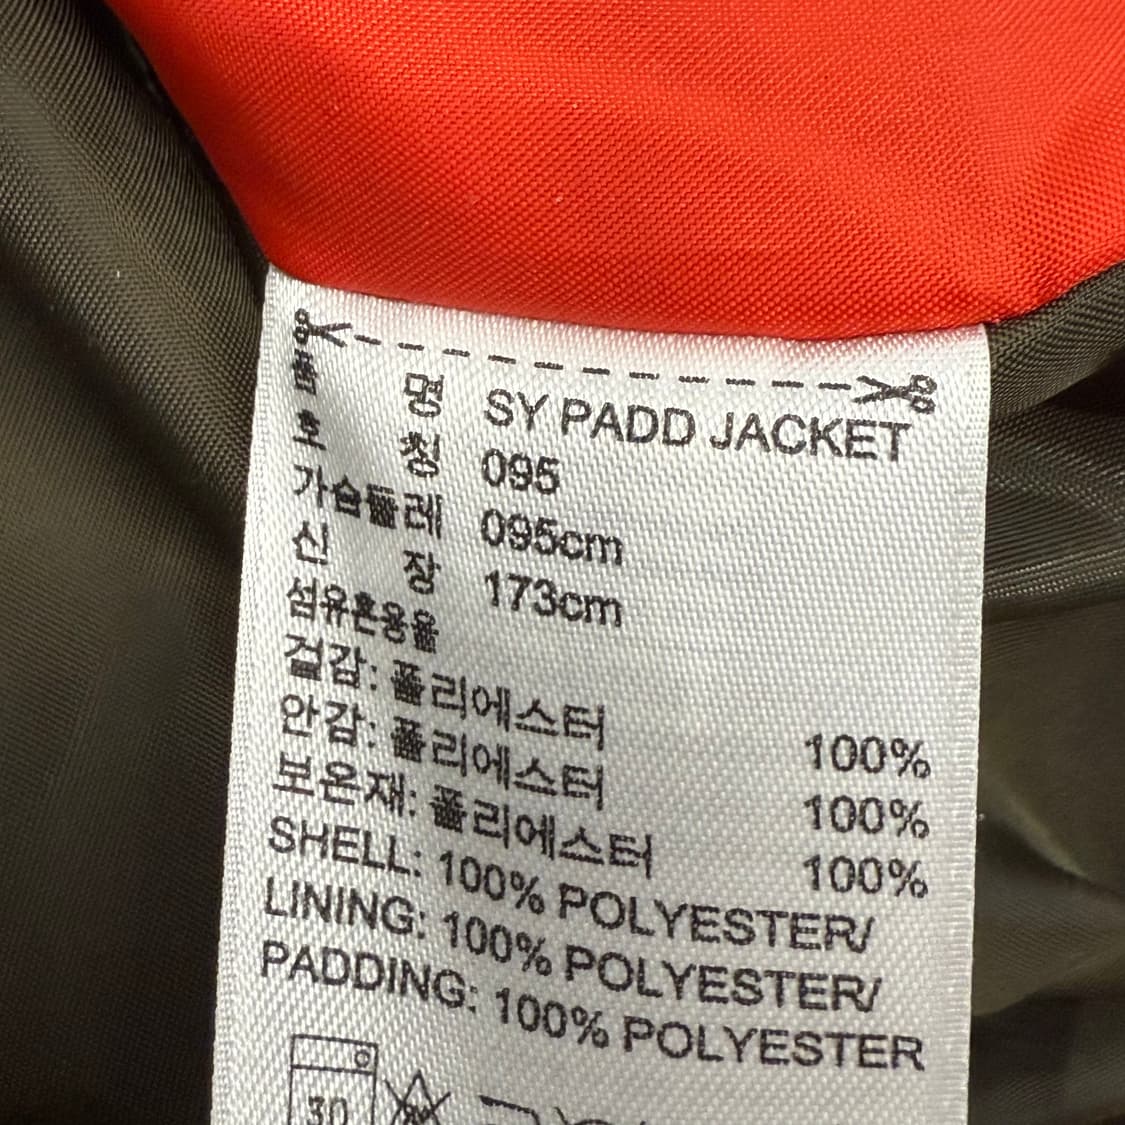 품 명 SY PADD JACKET
호 칭 095
가슴둘레 095cm
신 장 173cm
섬유혼용율
겉감: 폴리에스터 100%
안감: 폴리에스터 100%
보온재: 폴리에스터 100%
SHELL: 100% POLYESTER/
LINING: 100% POLYESTER/
PADDING: 100% POLYESTER
30